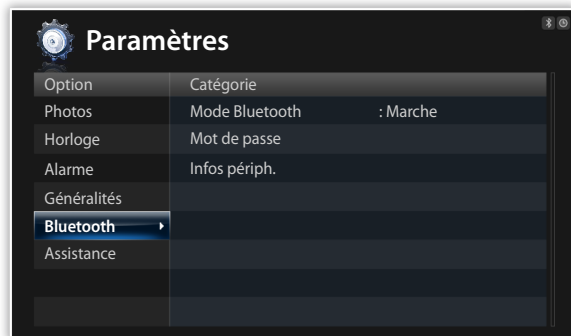 Paramètres
Option Catégorie
Photos Mode Bluetooth : Marche
Horloge Mot de passe
Alarme Infos périph.
Généralités
Bluetooth
Assistance